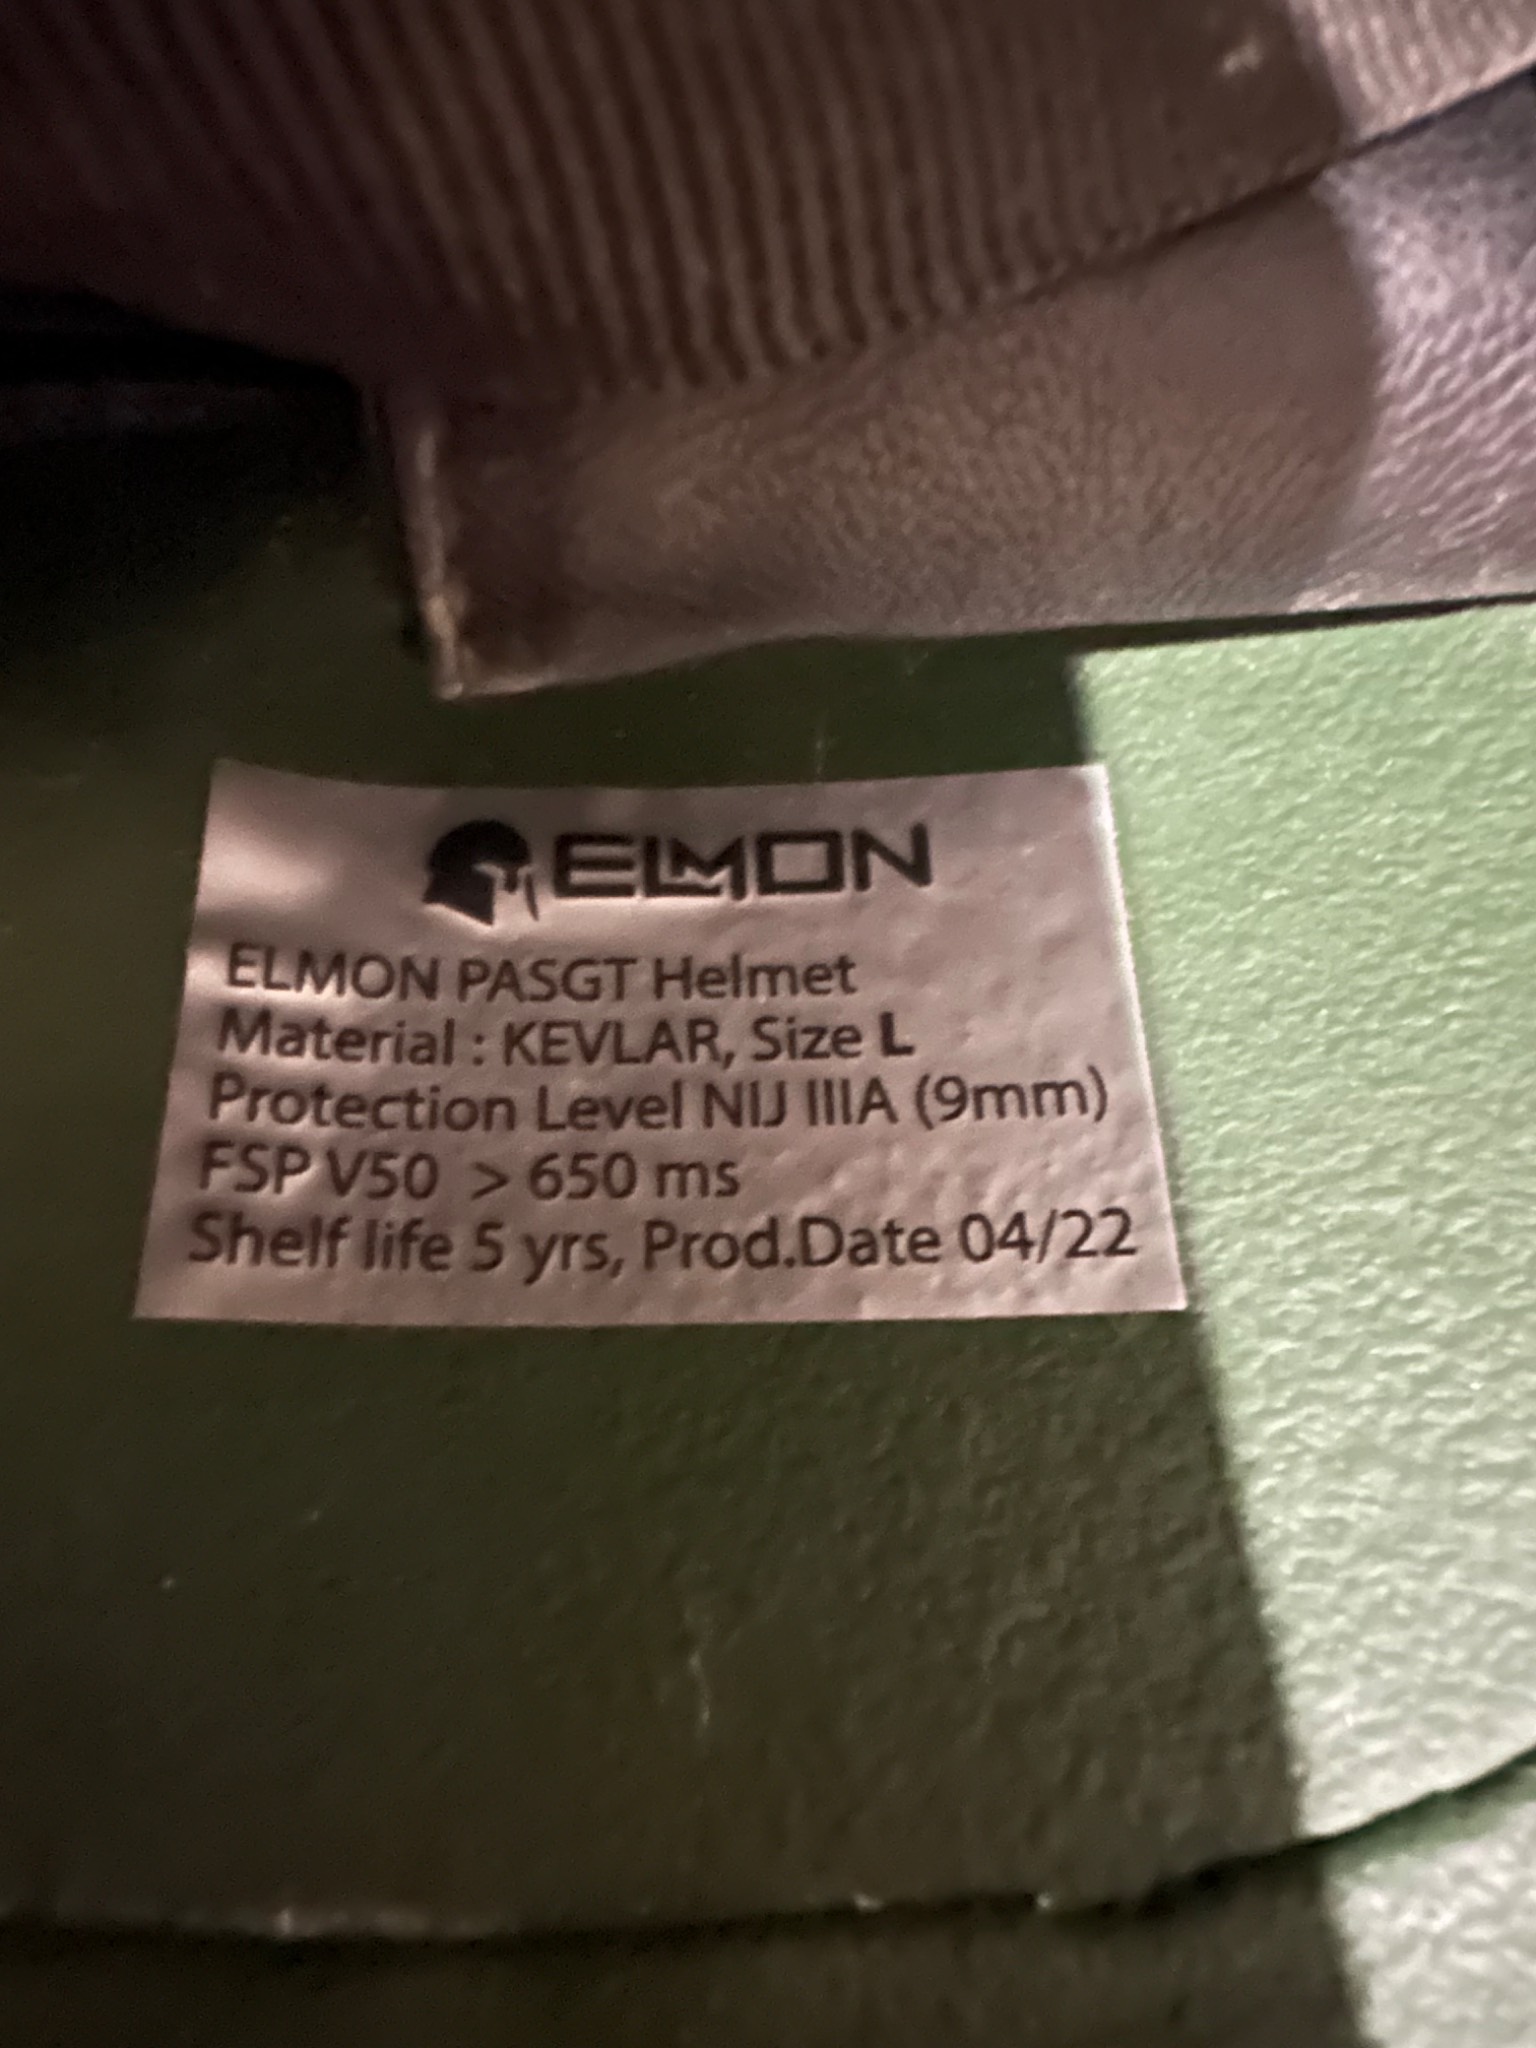 ELMON
ELMON PASGT Helmet
Material : KEVLAR, Size L
Protection Level NIJ IIIA (9mm)
FSP V50 > 650 ms
Shelf life 5 yrs, Prod.Date 04/22